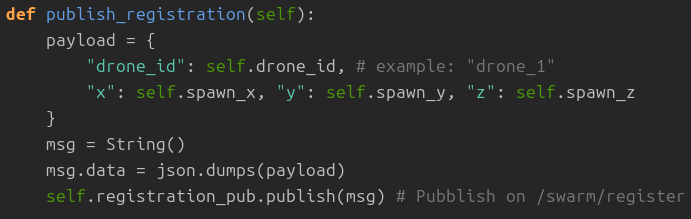 def publish_registration(self):
    payload = {
        "drone_id": self.drone_id, # example: "drone_1"
        "x": self.spawn_x, "y": self.spawn_y, "z": self.spawn_z
    }
    msg = String()
    msg.data = json.dumps(payload)
    self.registration_pub.publish(msg) # Pubblish on /swarm/register